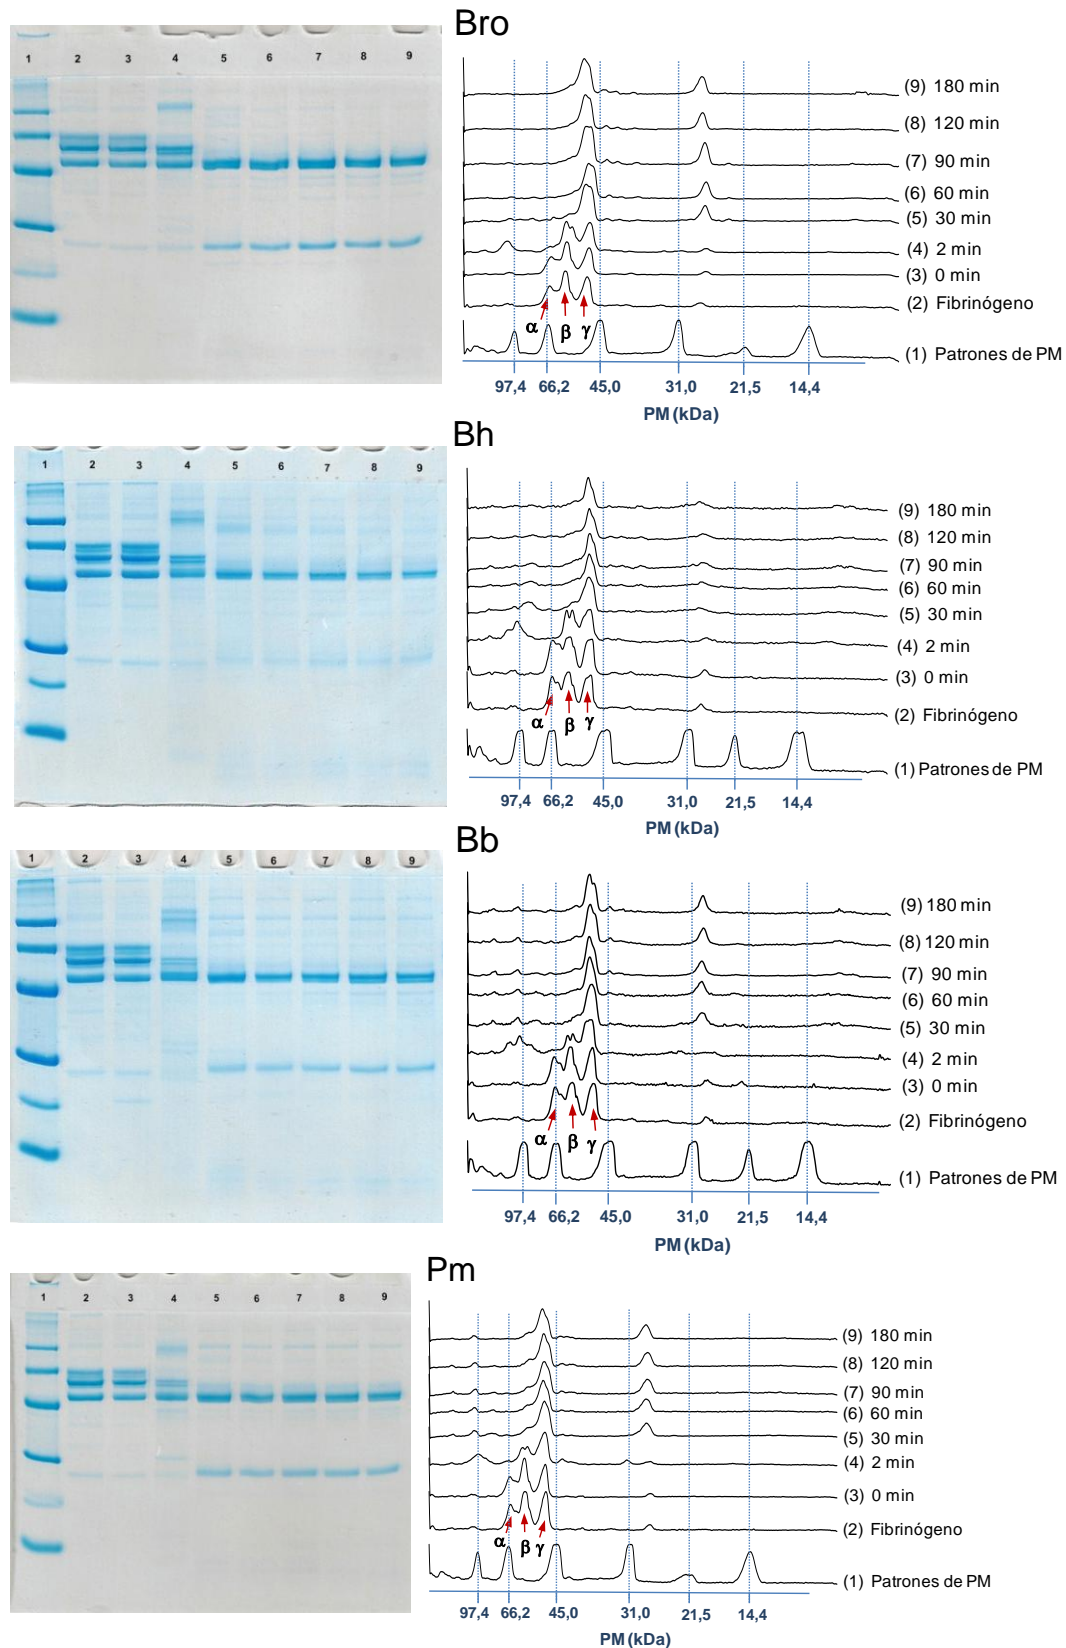 Bro
1 2 3 4 5 6 7 8 9
(9) 180 min
(8) 120 min
(7) 90 min
(6) 60 min
(5) 30 min
(4) 2 min
(3) 0 min
(2) Fibrinógeno
α β γ
(1) Patrones de PM
97,4 66,2 45,0 31,0 21,5 14,4
PM (kDa)
Bh
1 2 3 4 5 6 7 8 9
(9) 180 min
(8) 120 min
(7) 90 min
(6) 60 min
(5) 30 min
(4) 2 min
(3) 0 min
(2) Fibrinógeno
α β γ
(1) Patrones de PM
97,4 66,2 45,0 31,0 21,5 14,4
PM (kDa)
Bb
1 2 3 4 5 6 7 8 9
(9) 180 min
(8) 120 min
(7) 90 min
(6) 60 min
(5) 30 min
(4) 2 min
(3) 0 min
(2) Fibrinógeno
α β γ
(1) Patrones de PM
97,4 66,2 45,0 31,0 21,5 14,4
PM (kDa)
Pm
1 2 3 4 5 6 7 8 9
(9) 180 min
(8) 120 min
(7) 90 min
(6) 60 min
(5) 30 min
(4) 2 min
(3) 0 min
(2) Fibrinógeno
α β γ
(1) Patrones de PM
97,4 66,2 45,0 31,0 21,5 14,4
PM (kDa)